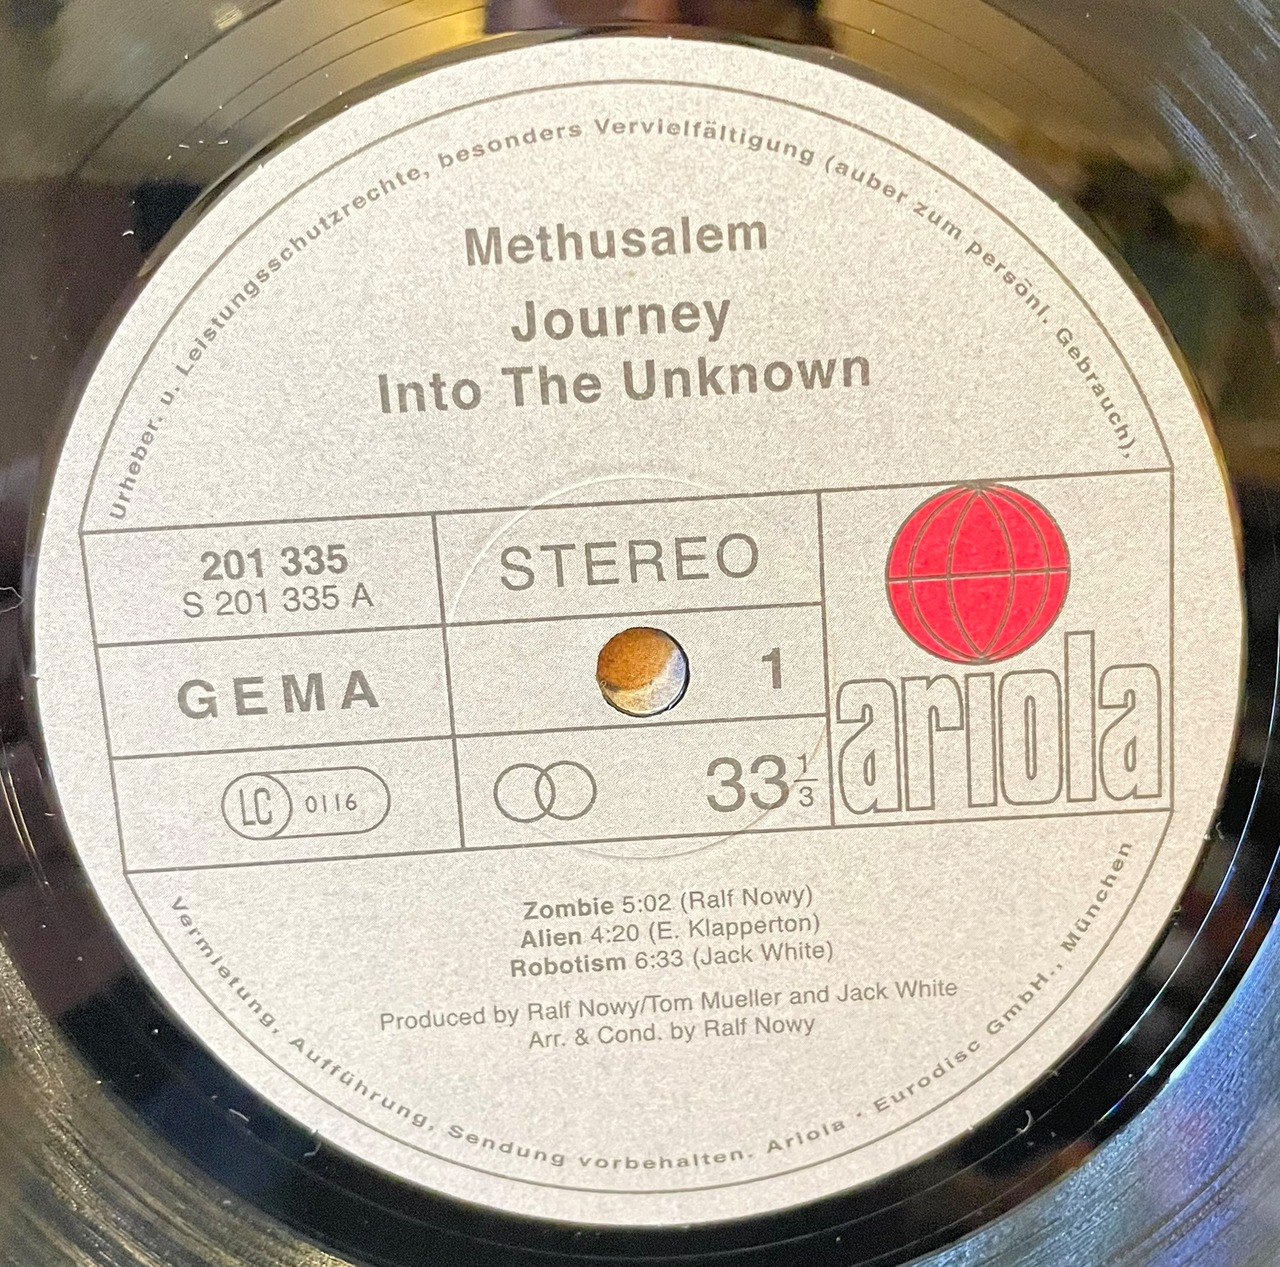 Urheber. u. Leistungsschutzrechte, besonders Vervielfältigung (auber zum persönl. Gebrauch),
Methusalem
Journey
Into The Unknown
201 335
S 201 335 A
STEREO
GEMA
1
LC 0116
33 1/3
ariola
Zombie 5:02 (Ralf Nowy)
Alien 4:20 (E. Klapperton)
Robotism 6:33 (Jack White)
Produced by Ralf Nowy/Tom Mueller and Jack White
Arr. & Cond. by Ralf Nowy
Vermietung, Aufführung, Sendung vorbehalten. Ariola · Eurodisc GmbH., München